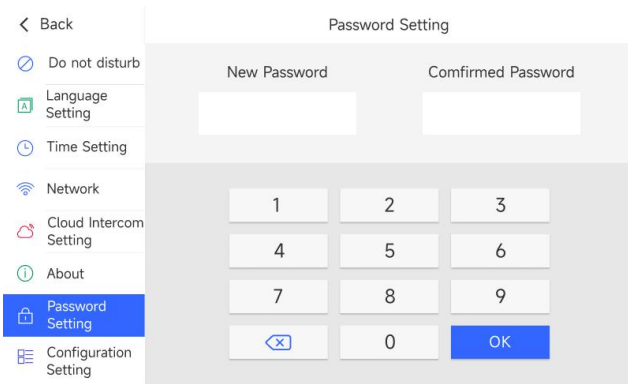 Back
Password Setting
Do not disturb
Language
Setting
Time Setting
Network
Cloud Intercom
Setting
About
Password
Setting
Configuration
Setting
New Password
Comfirmed Password
1 2 3
4 5 6
7 8 9
0 OK